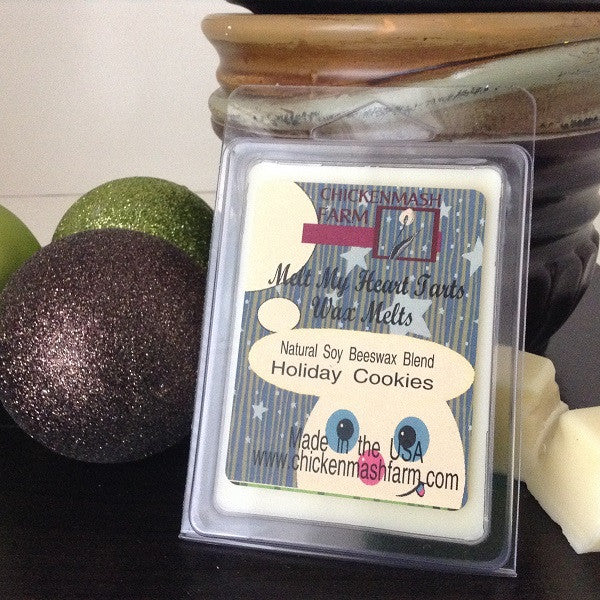 CHICKENMASH
FARM
Melt My Heart Tarts
Wax Melts
Natural Soy Beeswax Blend
Holiday Cookies
Made in the USA
www.chickenmashfarm.com